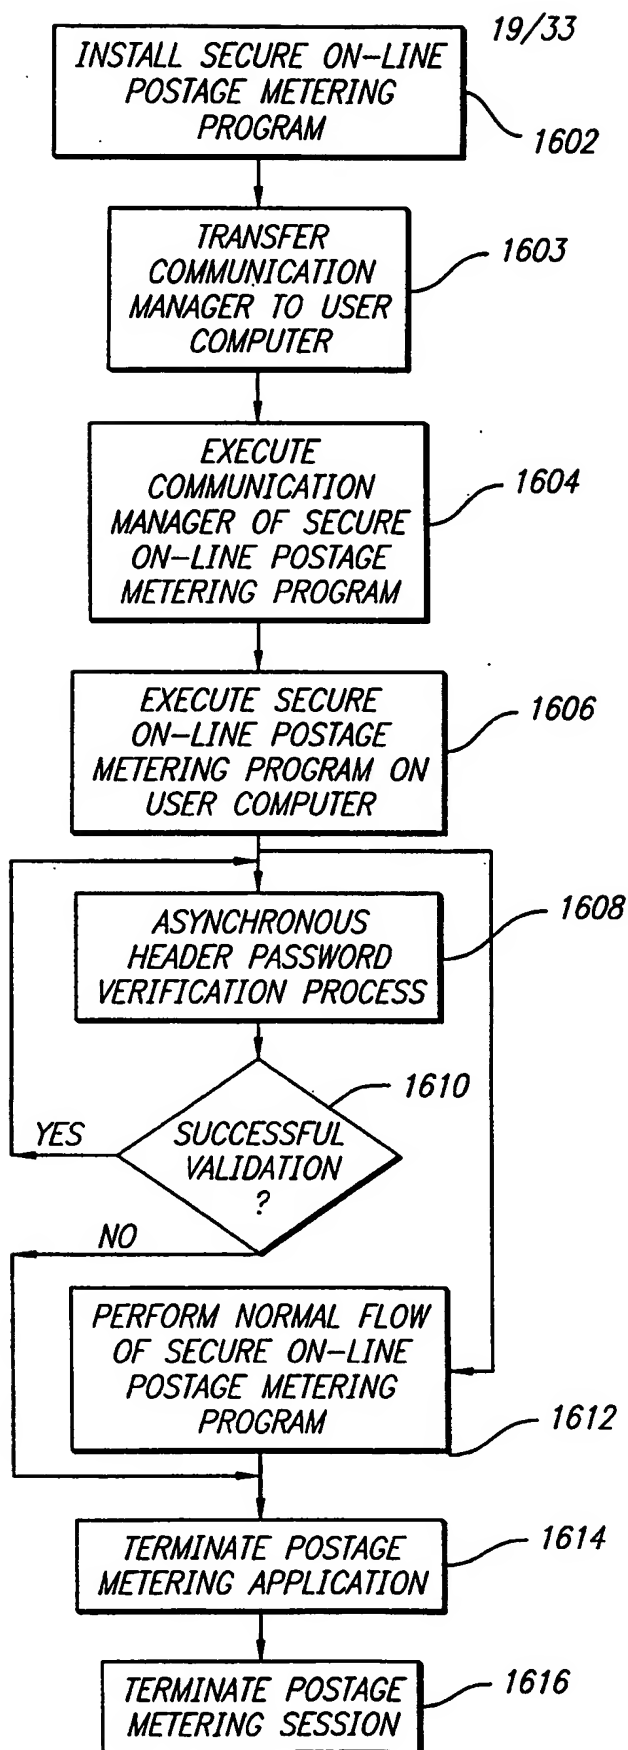 19/33
INSTALL SECURE ON-LINE
POSTAGE METERING
PROGRAM
1602
TRANSFER
COMMUNICATION
MANAGER TO USER
COMPUTER
1603
EXECUTE
COMMUNICATION
MANAGER OF SECURE
ON-LINE POSTAGE
METERING PROGRAM
1604
EXECUTE SECURE
ON-LINE POSTAGE
METERING PROGRAM ON
USER COMPUTER
1606
ASYNCHRONOUS
HEADER PASSWORD
VERIFICATION PROCESS
1608
SUCCESSFUL
VALIDATION
?
1610
YES
NO
PERFORM NORMAL FLOW
OF SECURE ON-LINE
POSTAGE METERING
PROGRAM
1612
TERMINATE POSTAGE
METERING APPLICATION
1614
TERMINATE POSTAGE
METERING SESSION
1616